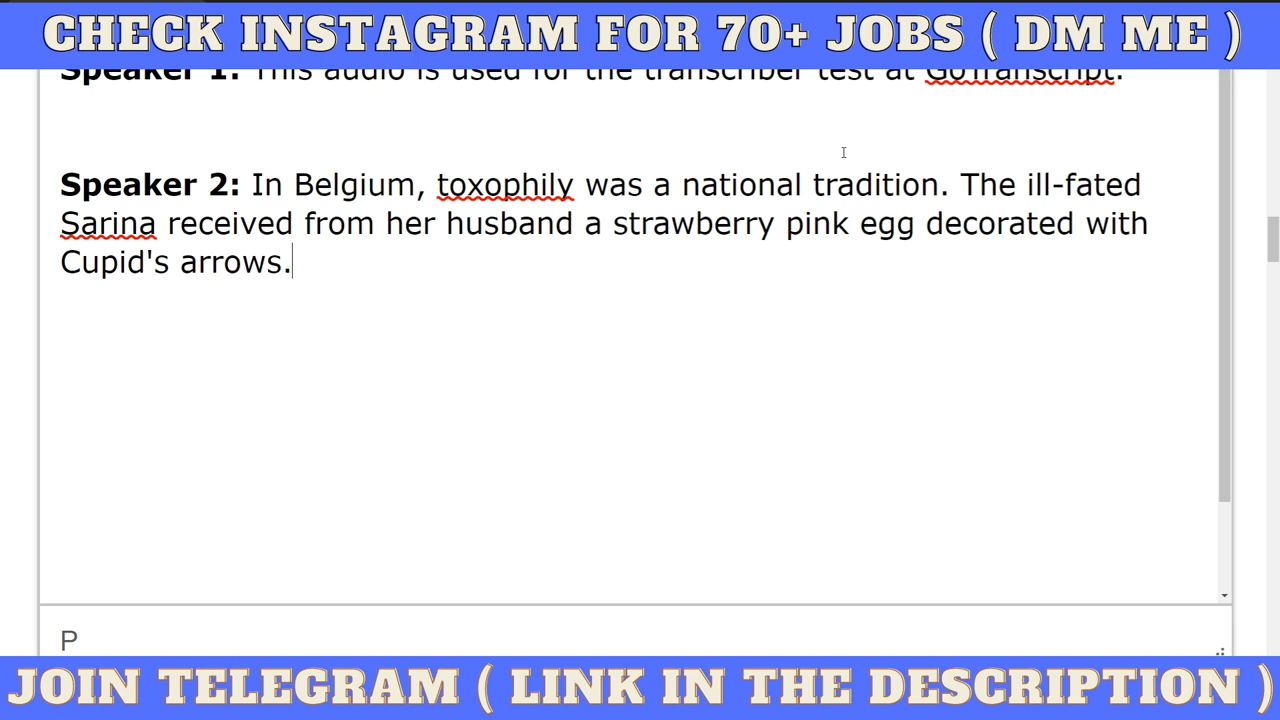 CHECK INSTAGRAM FOR 70+ JOBS ( DM ME )
Speaker 1: This audio is used for the transcriber test at GoTranscript.
Speaker 2: In Belgium, toxophily was a national tradition. The ill-fated
Sarina received from her husband a strawberry pink egg decorated with
Cupid's arrows.
P
JOIN TELEGRAM ( LINK IN THE DESCRIPTION )